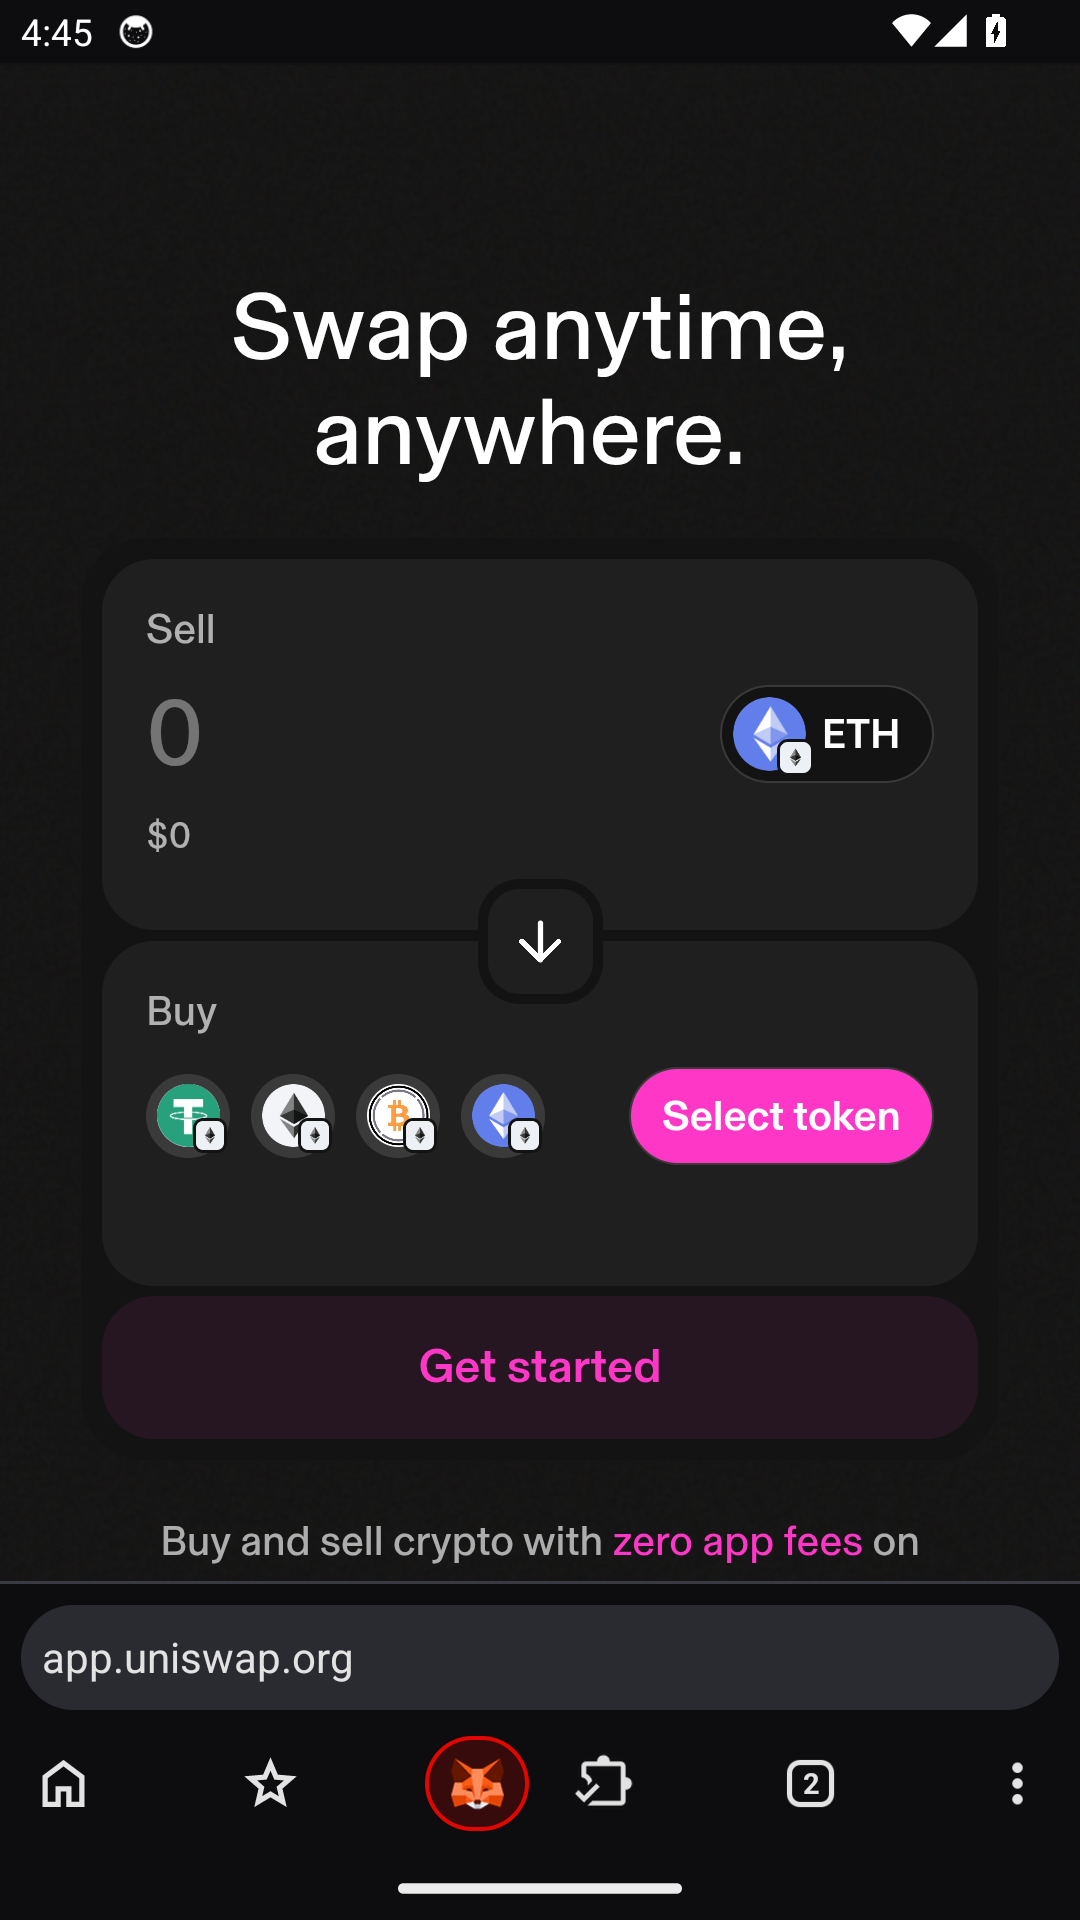 4:45
Swap anytime,
anywhere.
Sell
0
ETH
$0
Buy
Select token
Get started
Buy and sell crypto with zero app fees on
app.uniswap.org
2